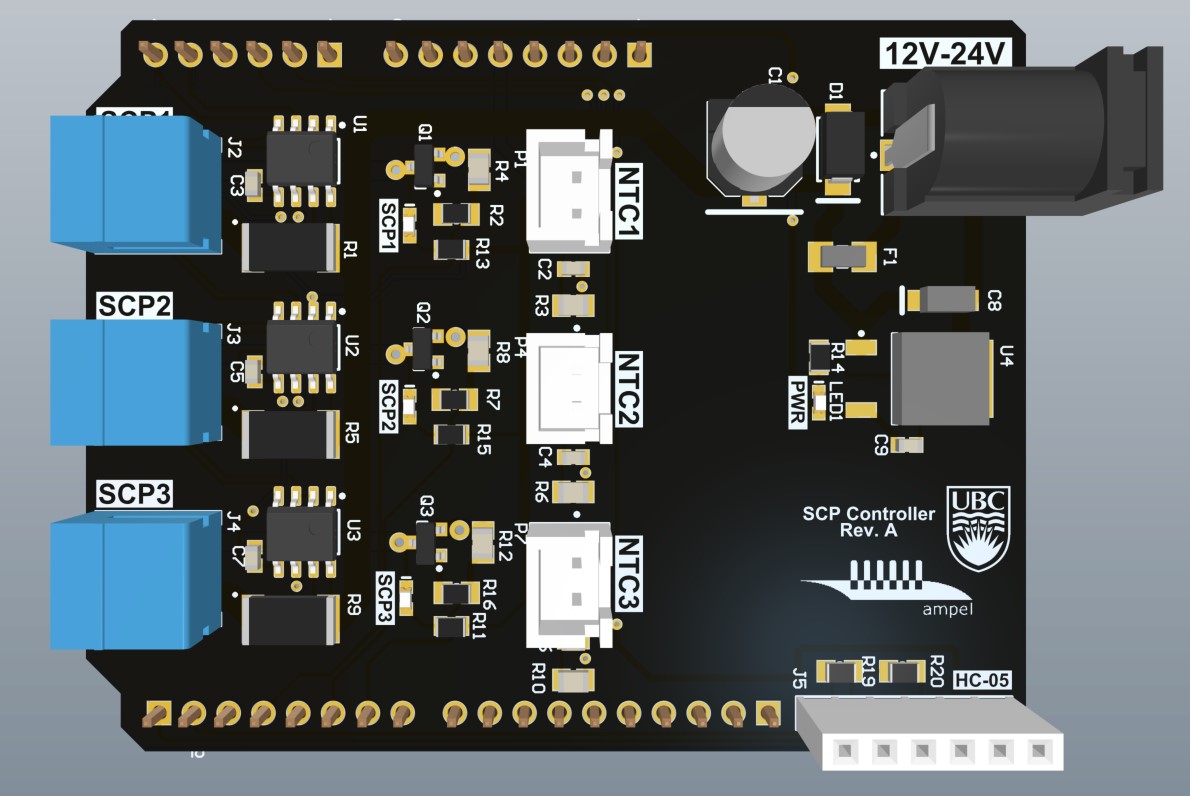 12V-24V
SCP1
J2
C3
U1
R1
Q1
R4
SCP1
R2
R13
P1
NTC1
C2
R3
C1
D1
F1
C8
SCP2
J3
C5
U2
R5
Q2
R8
SCP2
R7
R15
P4
NTC2
C4
R6
R14
PWR
LED1
U4
C9
SCP3
J4
C7
U3
R9
Q3
R12
SCP3
R16
R11
P7
NTC3
R10
SCP Controller
Rev. A
UBC
ampel
J5
R19
R20
HC-05